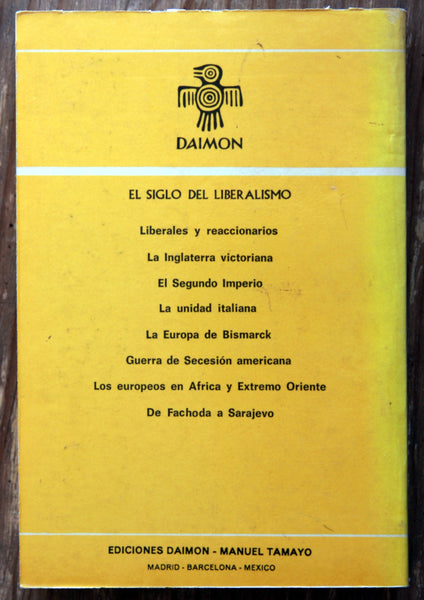 DAIMON
EL SIGLO DEL LIBERALISMO
Liberales y reaccionarios
La Inglaterra victoriana
El Segundo Imperio
La unidad italiana
La Europa de Bismarck
Guerra de Secesión americana
Los europeos en Africa y Extremo Oriente
De Fachoda a Sarajevo
EDICIONES DAIMON - MANUEL TAMAYO
MADRID - BARCELONA - MEXICO